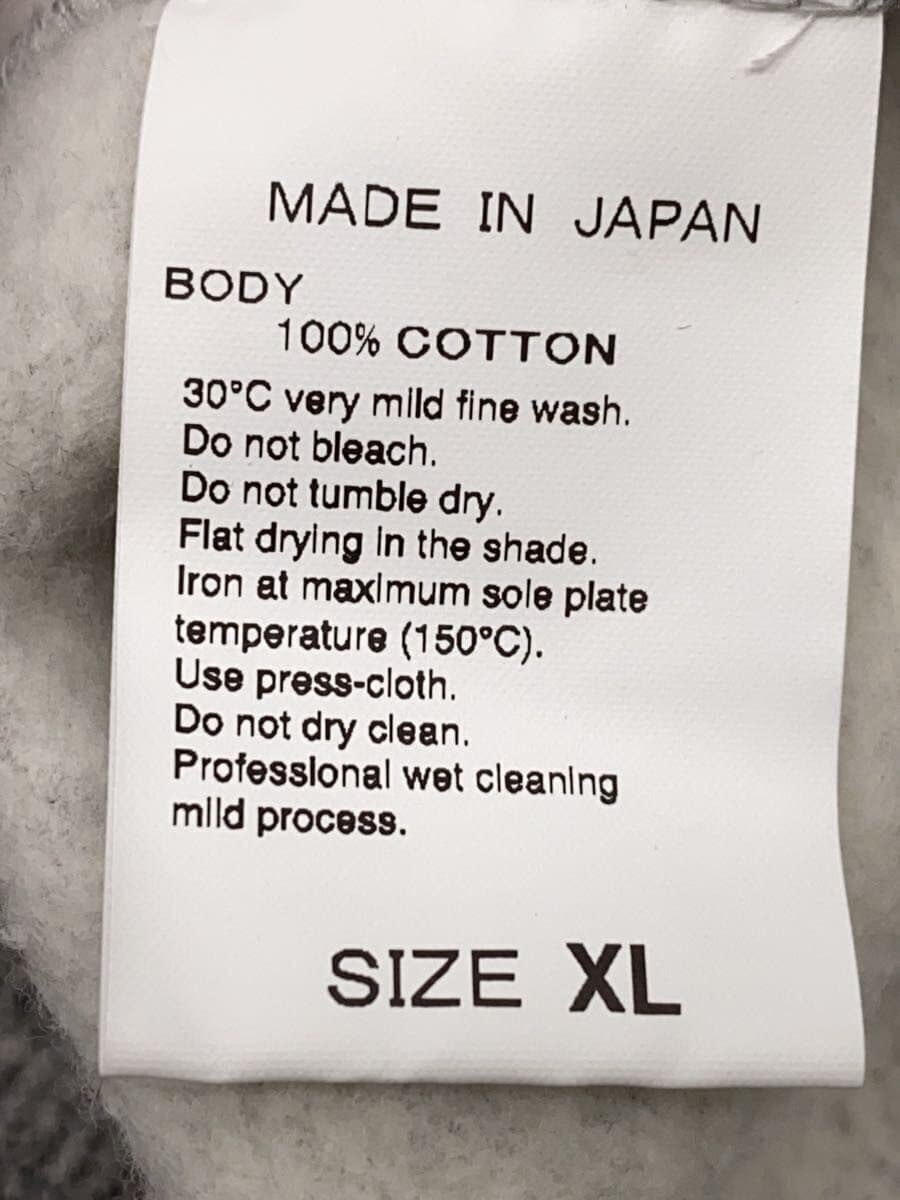 MADE IN JAPAN
BODY
100% COTTON
30°C very mild fine wash.
Do not bleach.
Do not tumble dry.
Flat drying in the shade.
Iron at maximum sole plate
temperature (150°C).
Use press-cloth.
Do not dry clean.
Professional wet cleaning
mild process.
SIZE XL